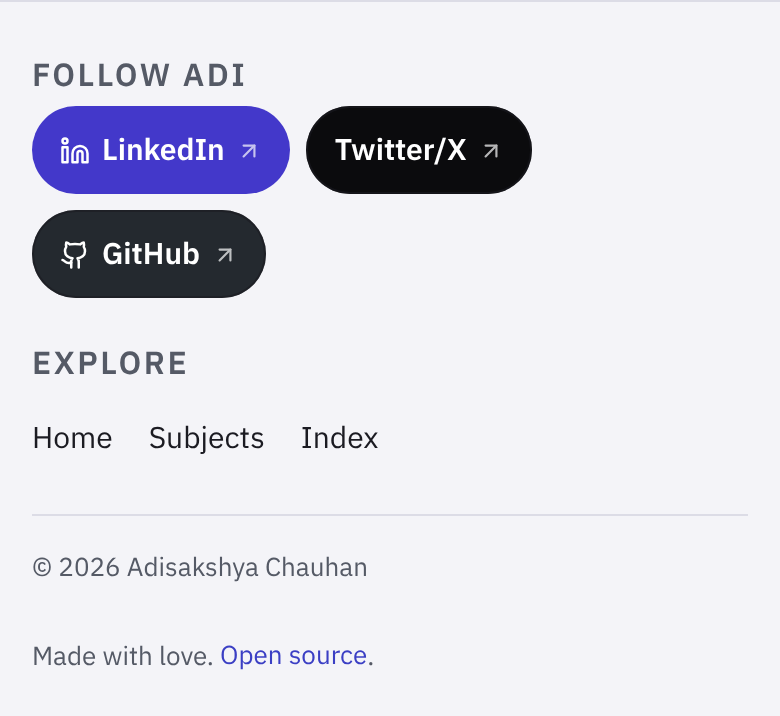 FOLLOW ADI
LinkedIn Twitter/X
GitHub
EXPLORE
Home Subjects Index
© 2026 Adisakshya Chauhan
Made with love. Open source.